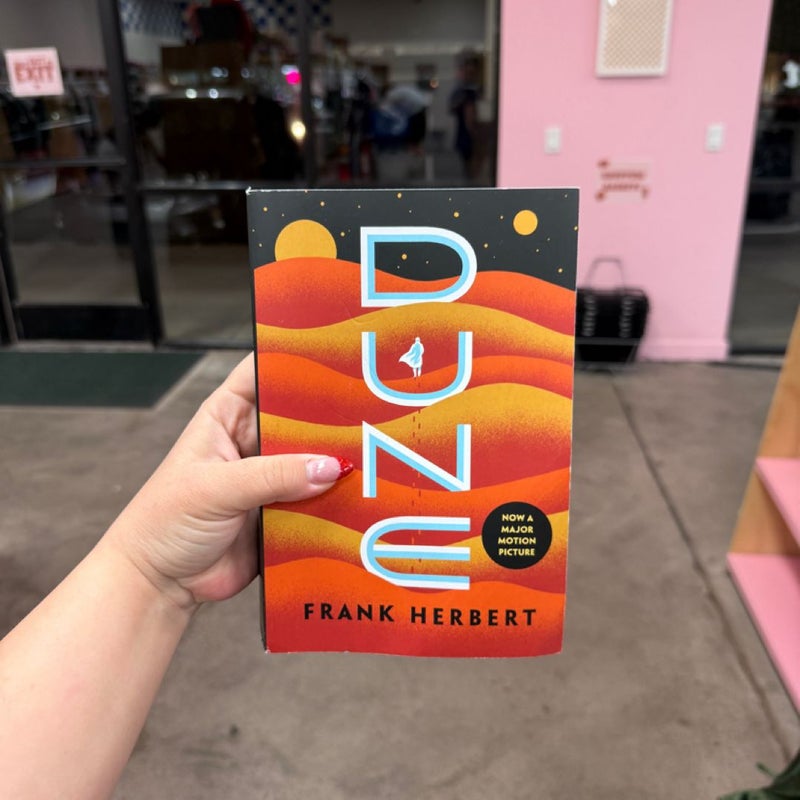 EXIT
DUNE
NOW A
MAJOR
MOTION
PICTURE
FRANK HERBERT